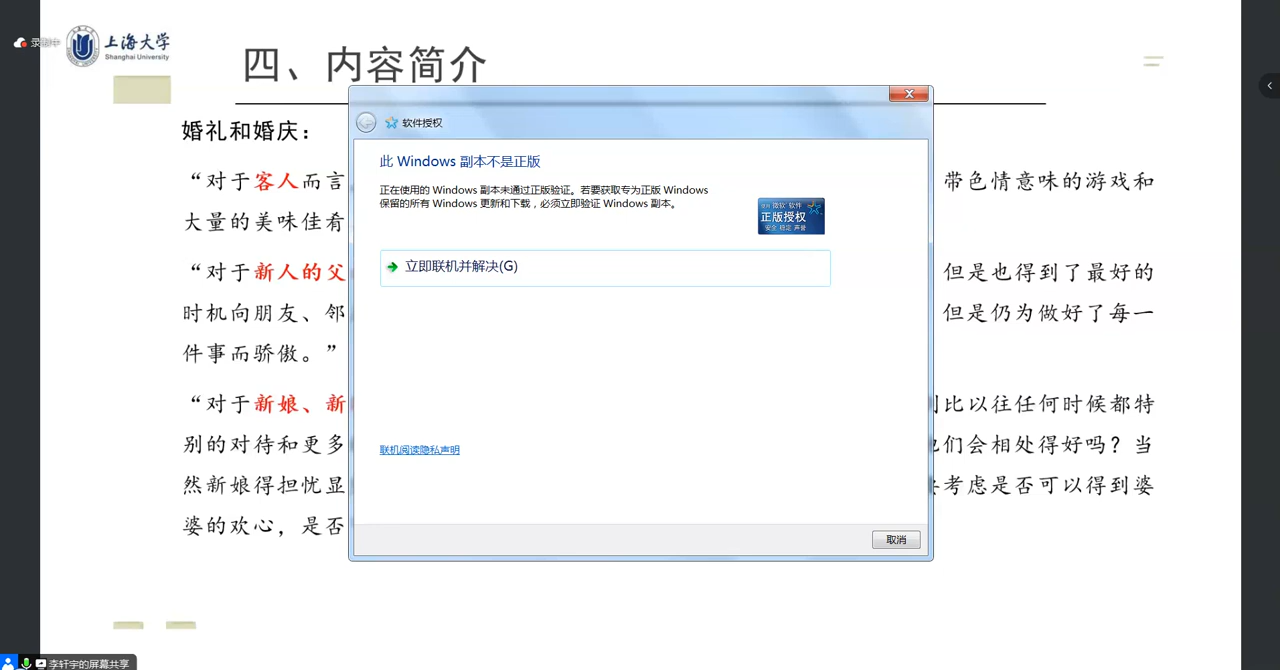 录制中
上海大学
Shanghai University
四、内容简介
婚礼和婚庆：
“对于客人而言
带色情意味的游戏和
大量的美味佳肴
“对于新人的父
但是也得到了最好的
时机向朋友、邻
但是仍为做好了每一
件事而骄傲。”
“对于新娘、新
比以往任何时候都特
别的对待和更多
们会相处得好吗？当
然新娘得担忧显
考虑是否可以得到婆
婆的欢心，是否
软件授权
此 Windows 副本不是正版
正在使用的 Windows 副本未通过正版验证。若要获取专为正版 Windows
保留的所有 Windows 更新和下载，必须立即验证 Windows 副本。
微软 软件
正版授权
安全 稳定 声誉
立即联机并解决(G)
联机阅读隐私声明
取消
李轩宇的屏幕共享